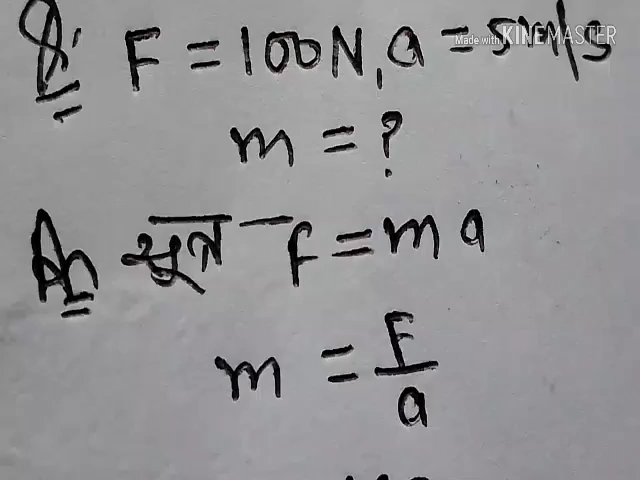 Q: F = 100N, a = 5m/s
Made with KINEMASTER
m = ?
सूत्र - F = ma
m = F/a